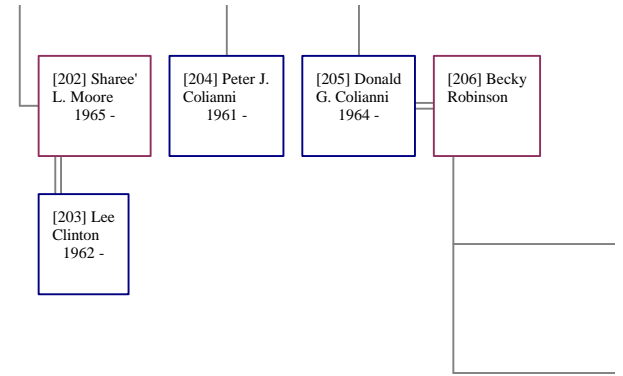 [202] Sharee'
L. Moore
1965 -
[204] Peter J.
Colianni
1961 -
[205] Donald
G. Colianni
1964 -
[206] Becky
Robinson
[203] Lee
Clinton
1962 -